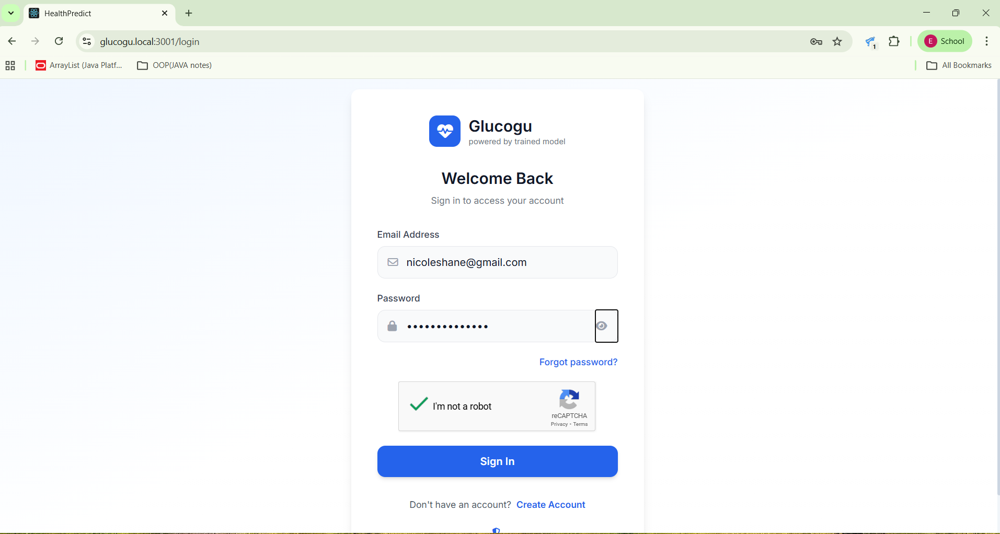 HealthPredict
glucogu.local:3001/login
1
E School
ArrayList (Java Platf...
OOP(JAVA notes)
All Bookmarks
Glucogu
powered by trained model
Welcome Back
Sign in to access your account
Email Address
nicoleshane@gmail.com
Password
••••••••••••••
Forgot password?
I'm not a robot
reCAPTCHA
Privacy - Terms
Sign In
Don't have an account? Create Account